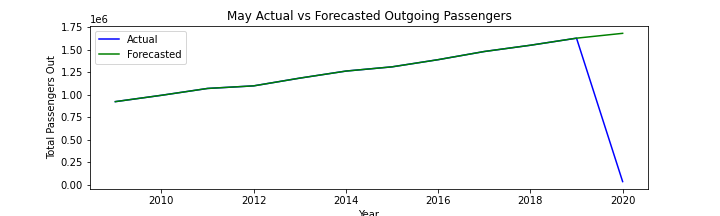 May Actual vs Forecasted Outgoing Passengers
1e6
Actual
Forecasted
Total Passengers Out
1.75
1.50
1.25
1.00
0.75
0.50
0.25
0.00
2010 2012 2014 2016 2018 2020
Year